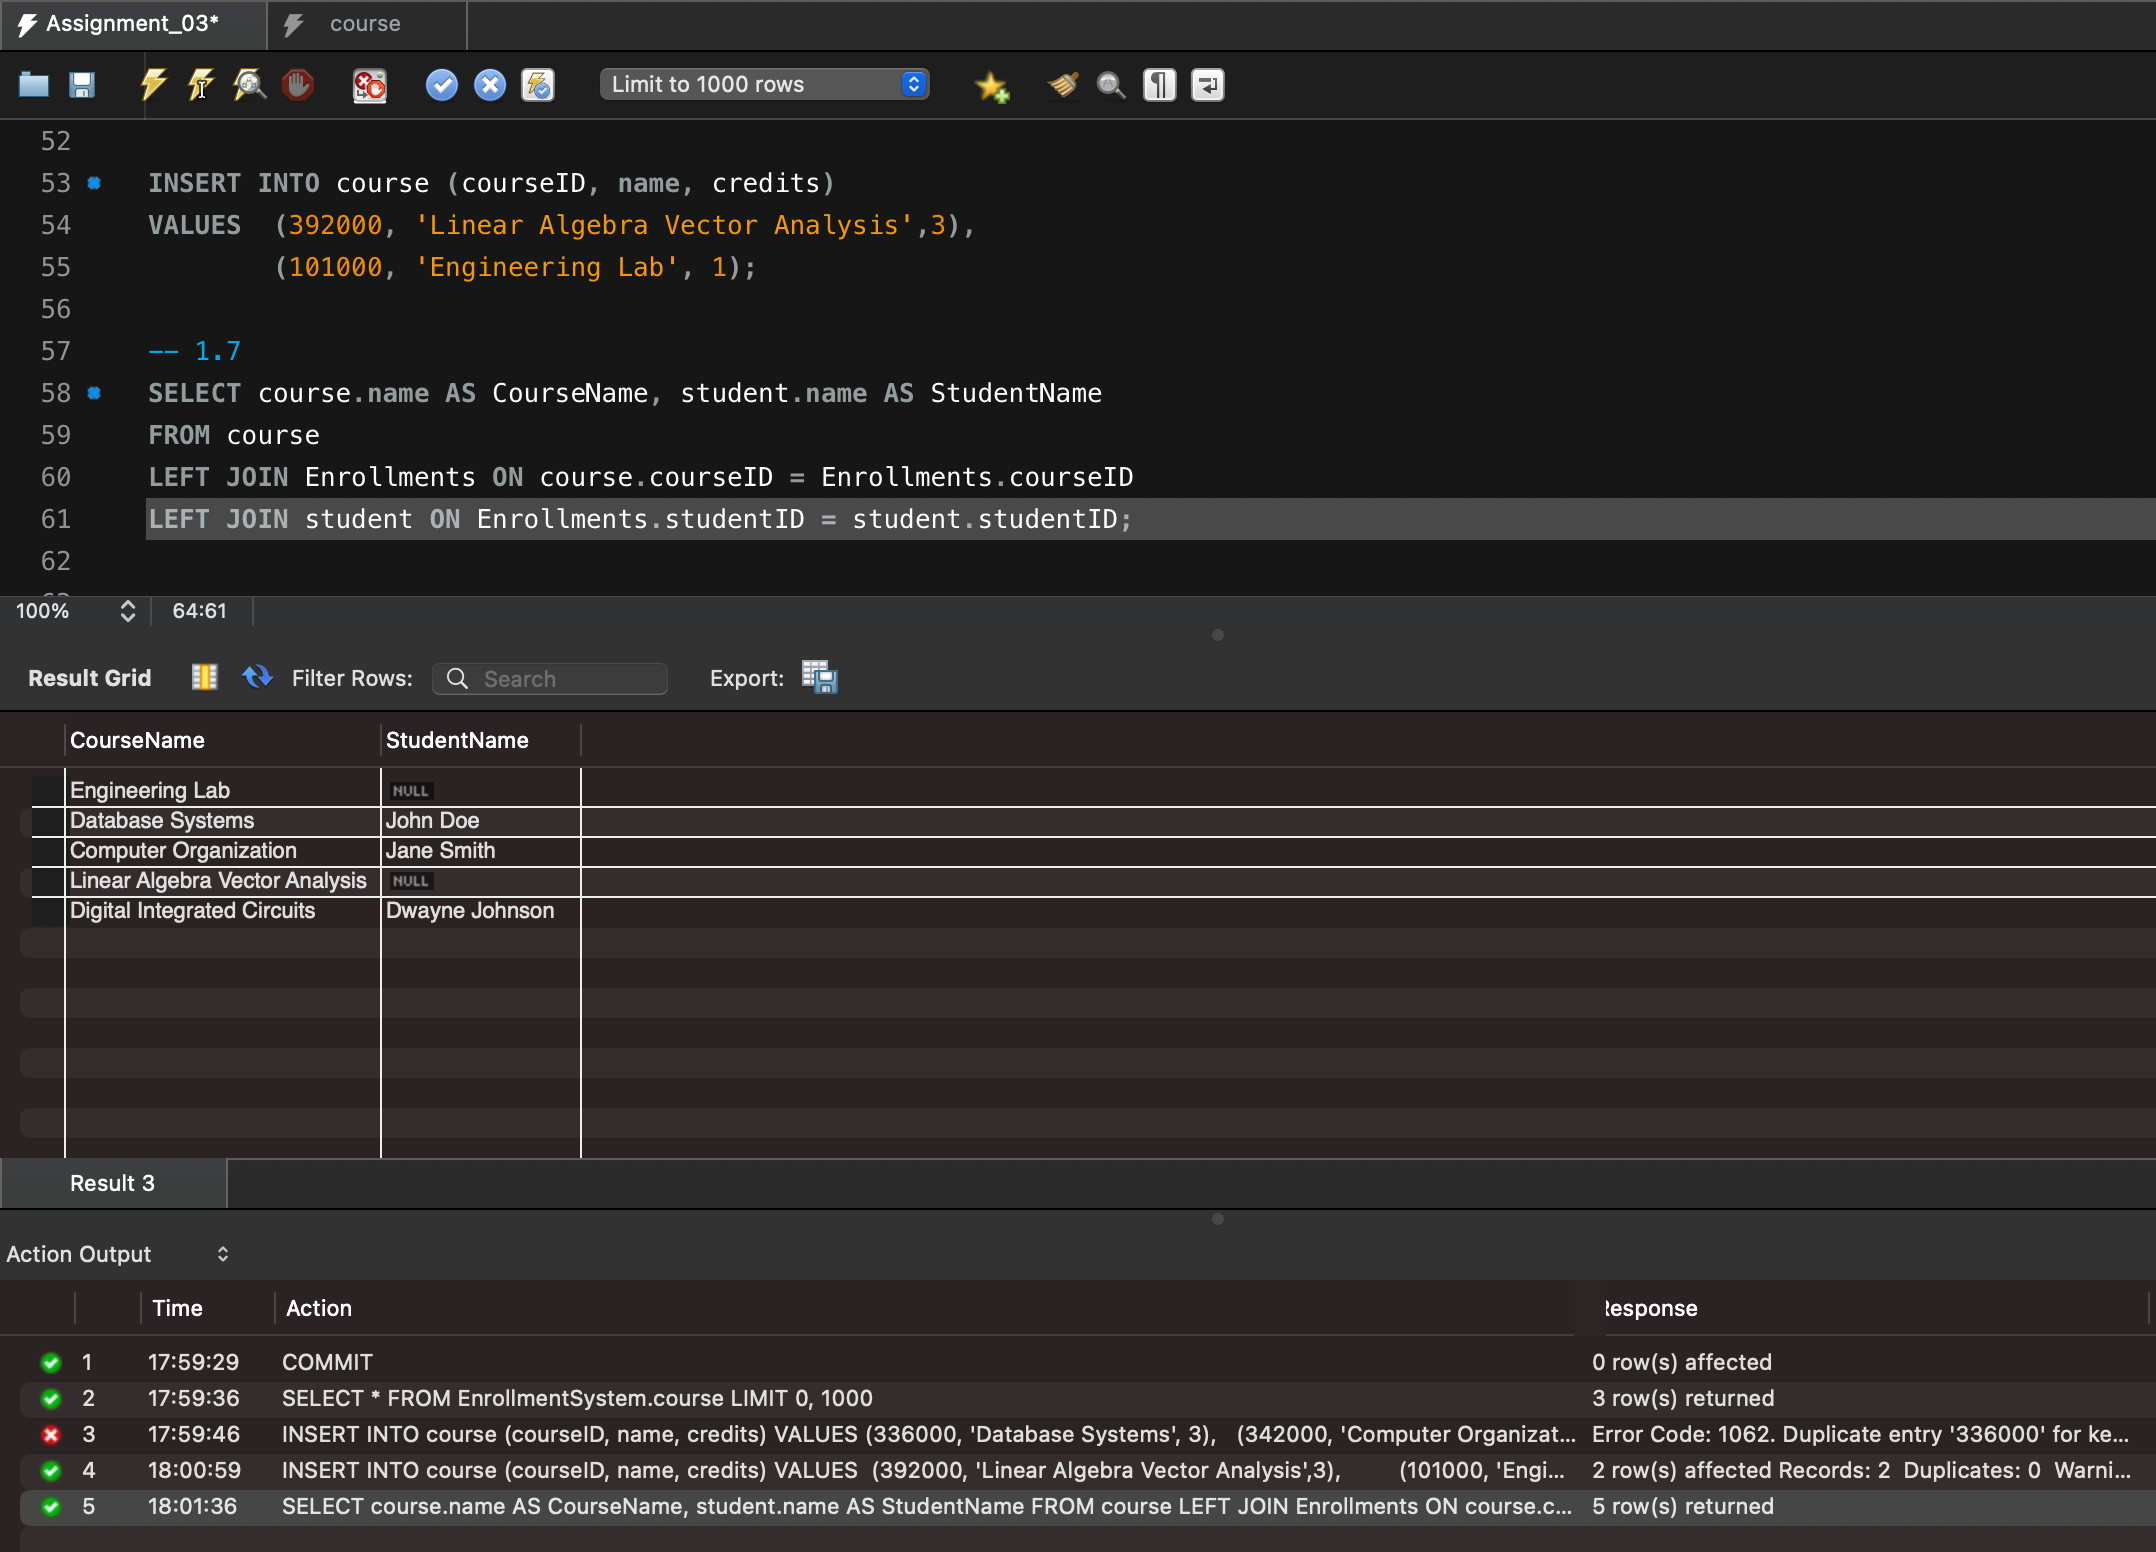 Assignment_03*
course
Limit to 1000 rows
52
53 INSERT INTO course (courseID, name, credits)
54 VALUES  (392000, 'Linear Algebra Vector Analysis',3),
55         (101000, 'Engineering Lab', 1);
56
57 -- 1.7
58 SELECT course.name AS CourseName, student.name AS StudentName
59 FROM course
60 LEFT JOIN Enrollments ON course.courseID = Enrollments.courseID
61 LEFT JOIN student ON Enrollments.studentID = student.studentID;
62
100% 64:61
Result Grid Filter Rows: Search Export:
CourseName StudentName
Engineering Lab NULL
Database Systems John Doe
Computer Organization Jane Smith
Linear Algebra Vector Analysis NULL
Digital Integrated Circuits Dwayne Johnson
Result 3
Action Output
Time Action Response
1 17:59:29 COMMIT 0 row(s) affected
2 17:59:36 SELECT * FROM EnrollmentSystem.course LIMIT 0, 1000 3 row(s) returned
3 17:59:46 INSERT INTO course (courseID, name, credits) VALUES (336000, 'Database Systems', 3),   (342000, 'Computer Organizat... Error Code: 1062. Duplicate entry '336000' for ke...
4 18:00:59 INSERT INTO course (courseID, name, credits) VALUES  (392000, 'Linear Algebra Vector Analysis',3),         (101000, 'Engi... 2 row(s) affected Records: 2  Duplicates: 0  Warni...
5 18:01:36 SELECT course.name AS CourseName, student.name AS StudentName FROM course LEFT JOIN Enrollments ON course.c... 5 row(s) returned